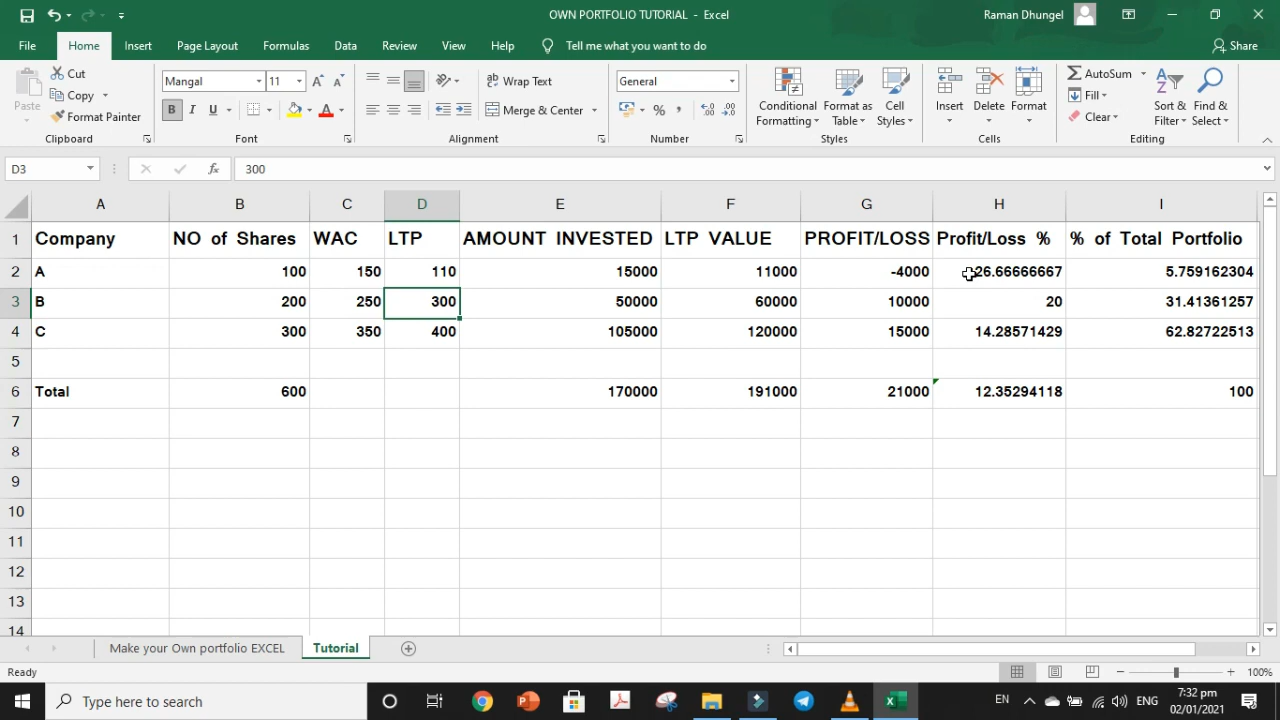 OWN PORTFOLIO TUTORIAL - Excel
Raman Dhungel
File Home Insert Page Layout Formulas Data Review View Help Tell me what you want to do Share
Paste
Cut
Copy
Format Painter
Clipboard
Mangal 11
B I U
Font
Wrap Text
Merge & Center
Alignment
General
Number
Conditional Formatting
Format as Table
Cell Styles
Styles
Insert Delete Format
Cells
AutoSum
Fill
Clear
Sort & Filter
Find & Select
Editing
D3 fx 300
A B C D E F G H I
1 Company NO of Shares WAC LTP AMOUNT INVESTED LTP VALUE PROFIT/LOSS Profit/Loss % % of Total Portfolio
2 A 100 150 110 15000 11000 -4000 26.66666667 5.759162304
3 B 200 250 300 50000 60000 10000 20 31.41361257
4 C 300 350 400 105000 120000 15000 14.28571429 62.82722513
5
6 Total 600 170000 191000 21000 12.35294118 100
7
8
9
10
11
12
13
14
Make your Own portfolio EXCEL Tutorial
Ready 100%
Type here to search EN ENG 7:32 pm
02/01/2021